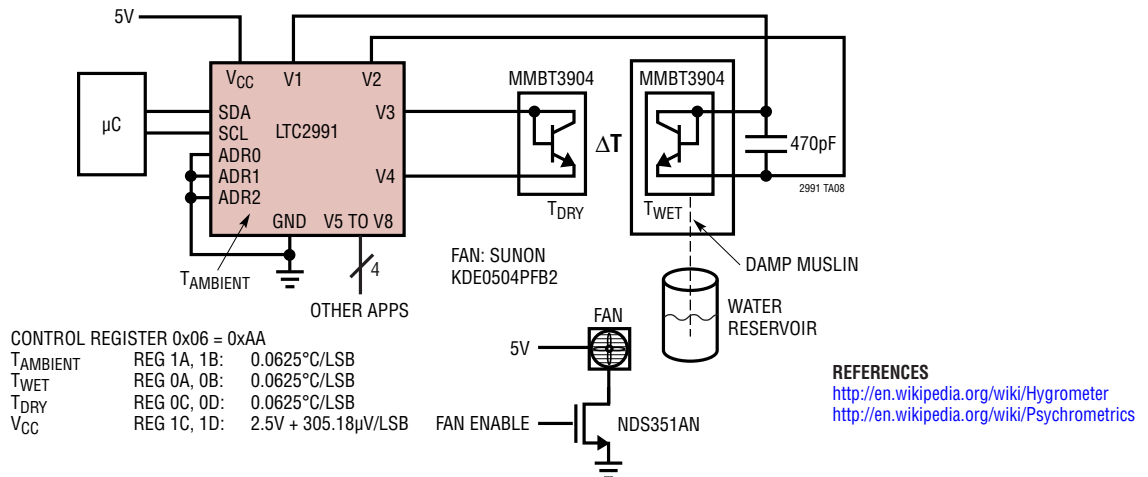 5V
VCC V1 V2
µC
SDA
SCL
ADR0
ADR1
ADR2
LTC2991
V3
V4
GND V5 TO V8
TAMBIENT
4
OTHER APPS
MMBT3904
TDRY
ΔT
MMBT3904
TWET
470pF
2991 TA08
FAN: SUNON
KDE0504PFB2
DAMP MUSLIN
WATER
RESERVOIR
FAN
5V
FAN ENABLE
NDS351AN
CONTROL REGISTER 0x06 = 0xAA
TAMBIENT REG 1A, 1B: 0.0625°C/LSB
TWET REG 0A, 0B: 0.0625°C/LSB
TDRY REG 0C, 0D: 0.0625°C/LSB
VCC REG 1C, 1D: 2.5V + 305.18µV/LSB
REFERENCES
http://en.wikipedia.org/wiki/Hygrometer
http://en.wikipedia.org/wiki/Psychrometrics